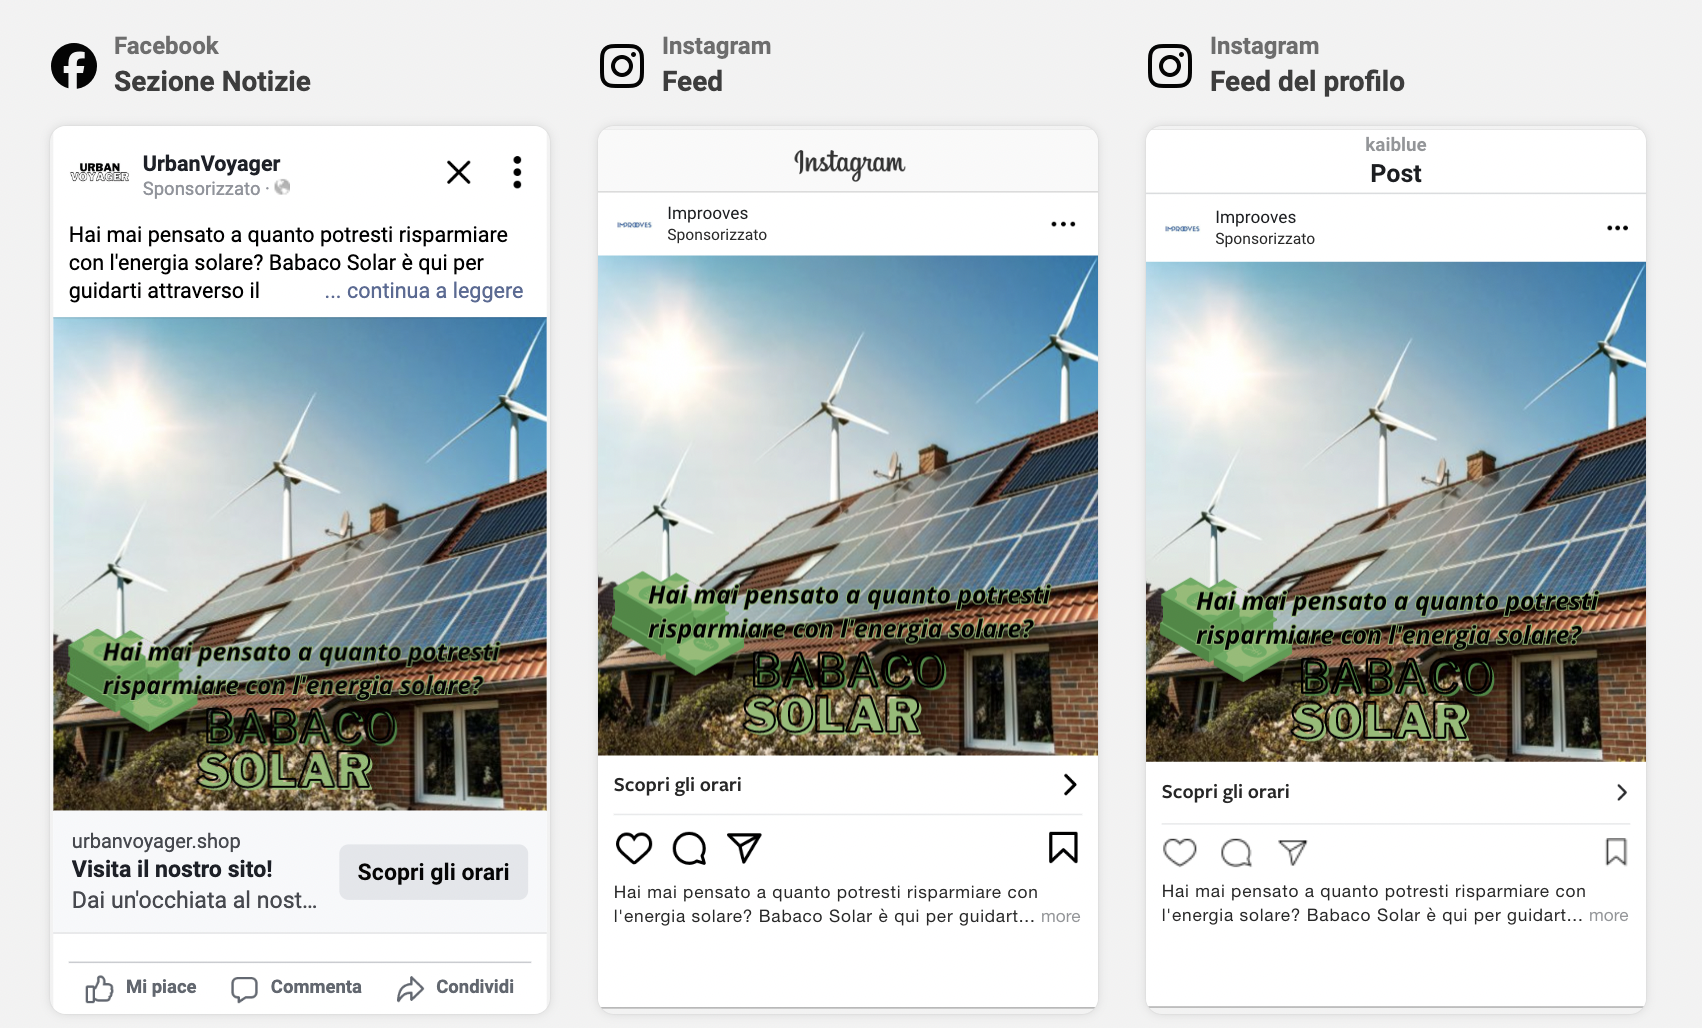 Facebook
Sezione Notizie
URBAN
VOYAGER
UrbanVoyager
Sponsorizzato ·
Hai mai pensato a quanto potresti risparmiare
con l'energia solare? Babaco Solar è qui per
guidarti attraverso il ... continua a leggere
Hai mai pensato a quanto potresti
risparmiare con l'energia solare?
BABACO
SOLAR
urbanvoyager.shop
Visita il nostro sito!
Dai un'occhiata al nost...
Scopri gli orari
Mi piace
Commenta
Condividi
Instagram
Feed
Instagram
IMPROOVES
Improoves
Sponsorizzato
Hai mai pensato a quanto potresti
risparmiare con l'energia solare?
BABACO
SOLAR
Scopri gli orari
Hai mai pensato a quanto potresti risparmiare con
l'energia solare? Babaco Solar è qui per guidart... more
Instagram
Feed del profilo
kaiblue
Post
IMPROOVES
Improoves
Sponsorizzato
Hai mai pensato a quanto potresti
risparmiare con l'energia solare?
BABACO
SOLAR
Scopri gli orari
Hai mai pensato a quanto potresti risparmiare con
l'energia solare? Babaco Solar è qui per guidart... more